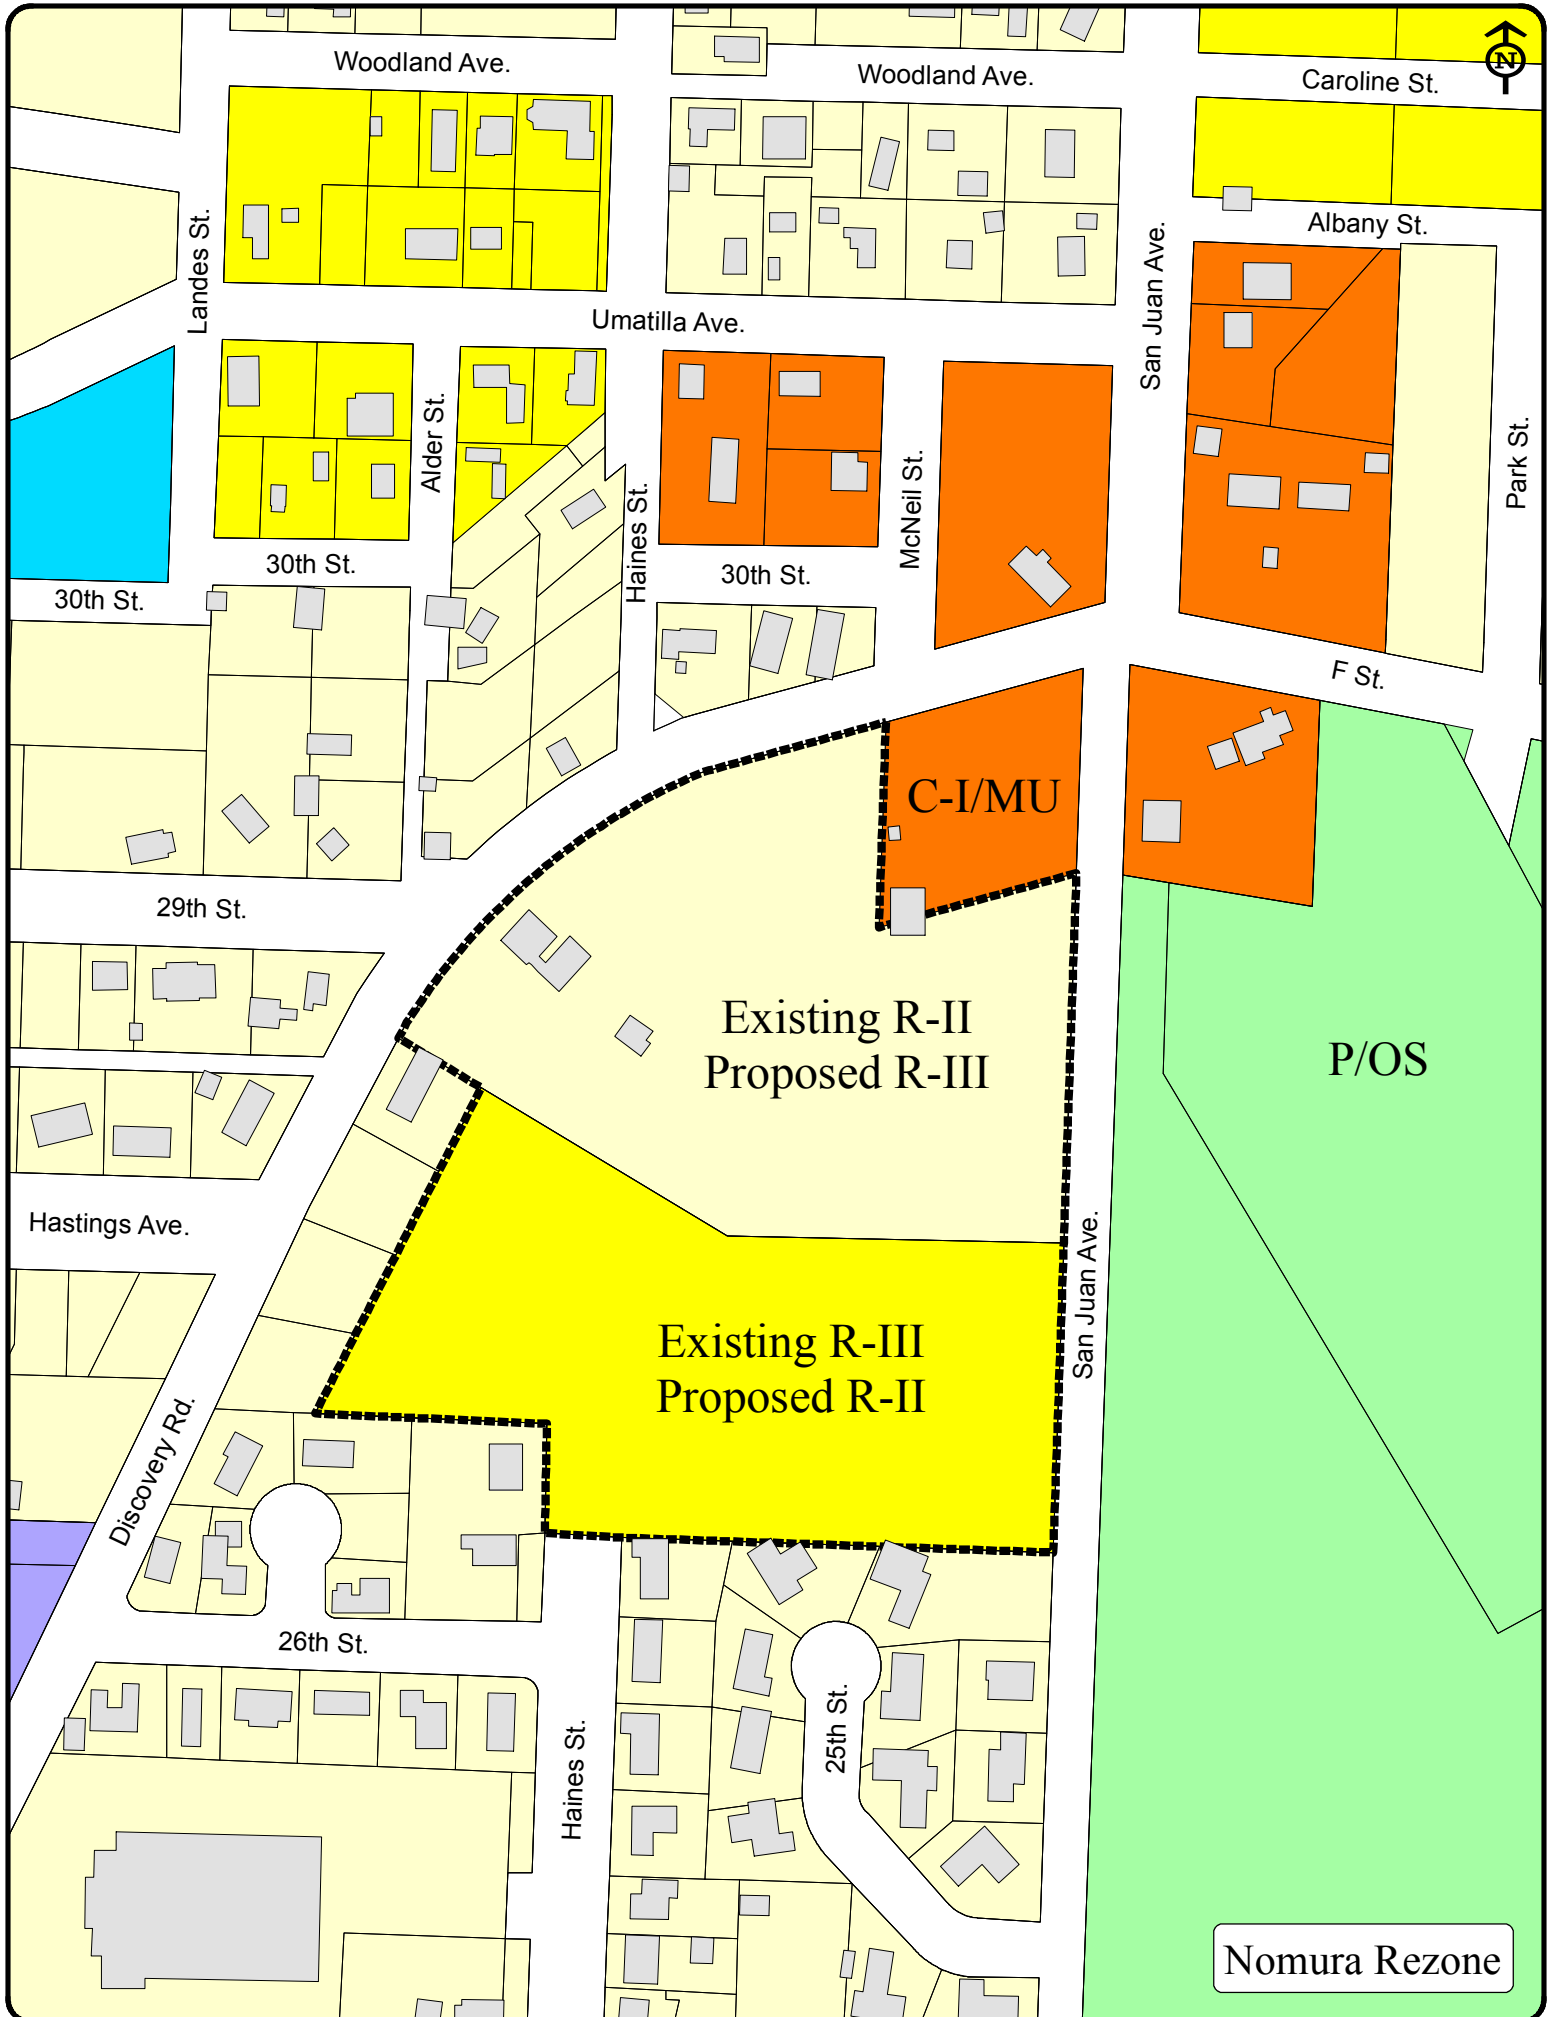 Woodland Ave.
Woodland Ave.
Caroline St.
N
Albany St.
Landes St.
San Juan Ave.
Umatilla Ave.
Alder St.
Haines St.
McNeil St.
Park St.
30th St.
30th St.
30th St.
F St.
C-I/MU
29th St.
Existing R-II
Proposed R-III
P/OS
Hastings Ave.
San Juan Ave.
Existing R-III
Proposed R-II
Discovery Rd.
26th St.
25th St.
Haines St.
Nomura Rezone